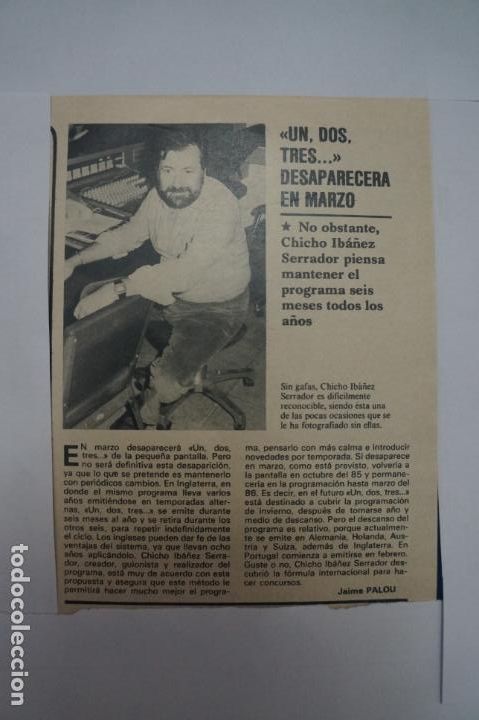 «UN, DOS,
TRES...»
DESAPARECERA
EN MARZO
★ No obstante,
Chicho Ibáñez
Serrador piensa
mantener el
programa seis
meses todos los
años
Sin gafas, Chicho Ibáñez
Serrador es difícilmente
reconocible, siendo ésta una
de las pocas ocasiones que se
le ha fotografiado sin ellas.
EN marzo desaparecerá «Un, dos,
tres...» de la pequeña pantalla. Pero
no será definitiva esta desaparición,
ya que lo que se pretende es mantenerlo
con periódicos cambios. En Inglaterra, en
donde el mismo programa lleva varios
años emitiéndose en temporadas alter-
nas, «Un, dos, tres...» se emite durante
seis meses al año y se retira durante los
otros seis, para repetir indefinidamente
el ciclo. Los ingleses pueden dar fe de las
ventajas del sistema, ya que llevan ocho
años aplicándolo. Chicho Ibáñez Serra-
dor, creador, guionista y realizador del
programa, está muy de acuerdo con esta
propuesta y asegura que este método le
permitirá hacer mucho mejor el progra-
ma, pensarlo con más calma e introducir
novedades por temporada. Si desaparece
en marzo, como está previsto, volvería a
la pantalla en octubre del 85 y permane-
cería en la programación hasta marzo del
86. Es decir, en el futuro «Un, dos, tres...»
está destinado a cubrir la programación
de invierno, después de tomarse año y
medio de descanso. Pero el descanso del
programa es relativo, porque actualmen-
te se emite en Alemania, Holanda, Aus-
tria y Suiza, además de Inglaterra. En
Portugal comienza a emitirse en febrero.
Guste o no, Chicho Ibáñez Serrador des-
cubrió la fórmula internacional para ha-
cer concursos.
Jaime PALOU
todocoleccion